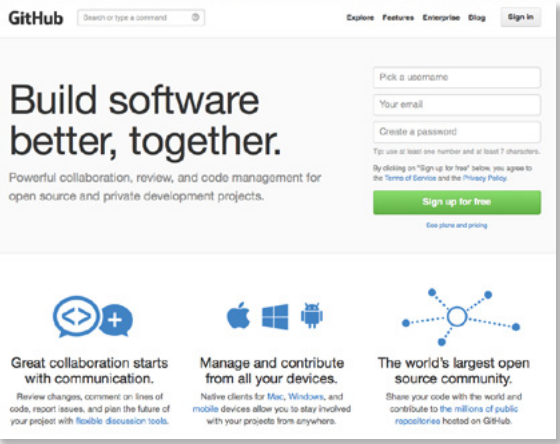 GitHub
Search or type a command
Explore Features Enterprise Blog Sign in
Build software
better, together.
Powerful collaboration, review, and code management for
open source and private development projects.
Pick a username
Your email
Create a password
Tip: use at least one number and at least 7 characters.
By clicking on "Sign up for free" below, you agree to
the Terms of Service and the Privacy Policy.
Sign up for free
See plans and pricing
Great collaboration starts
with communication.
Review changes, comment on lines of
code, report issues, and plan the future of
your project with flexible discussion tools.
Manage and contribute
from all your devices.
Native clients for Mac, Windows, and
mobile devices allow you to stay involved
with your projects from anywhere.
The world's largest open
source community.
Share your code with the world and
contribute to the millions of public
repositories hosted on GitHub.